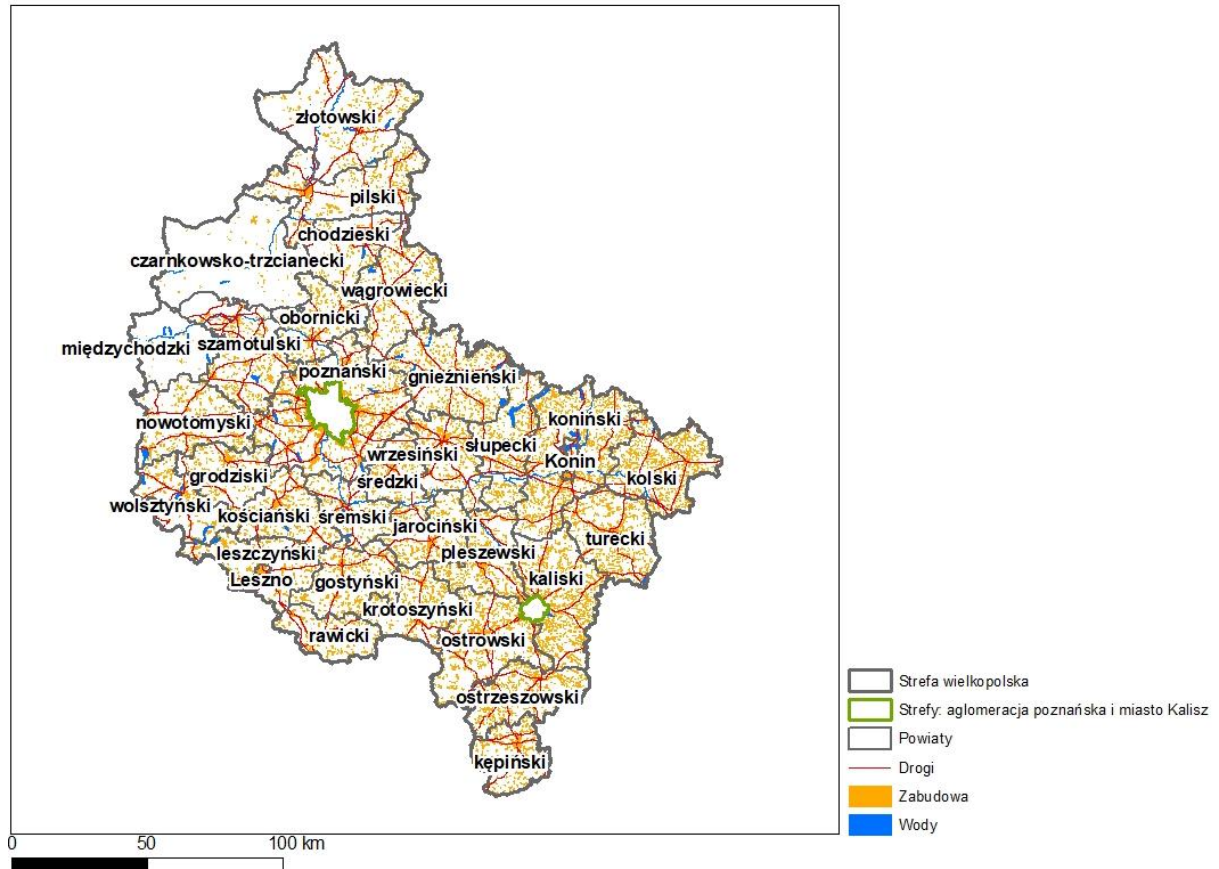 złotowski
pilski
chodzieski
czarnkowsko-trzcianecki
wągrowiecki
obornicki
międzychodzki
szamotulski
poznański
gnieźnieński
nowotomyski
koniński
wrzesiński
słupecki
Konin
kolski
grodziski
średzki
wolsztyński
kościański
śremski
jarociński
turecki
leszczyński
pleszewski
Leszno
gostyński
kaliski
krotoszyński
rawicki
ostrowski
ostrzeszowski
kępiński
Strefa wielkopolska
Strefy: aglomeracja poznańska i miasto Kalisz
Powiaty
Drogi
Zabudowa
Wody
0 50 100 km